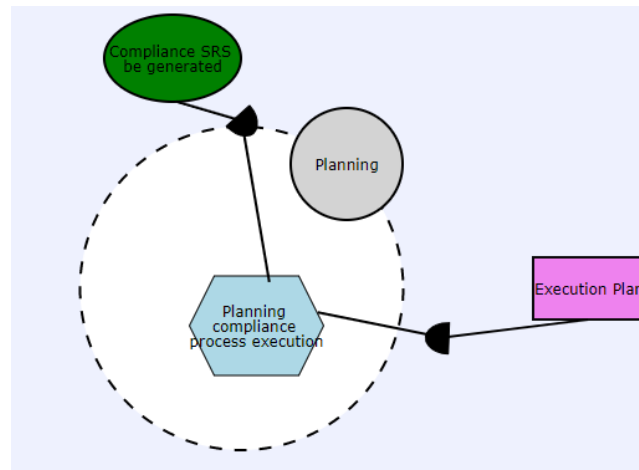 Compliance SRS
be generated
Planning
Planning
compliance
process execution
Execution Plan